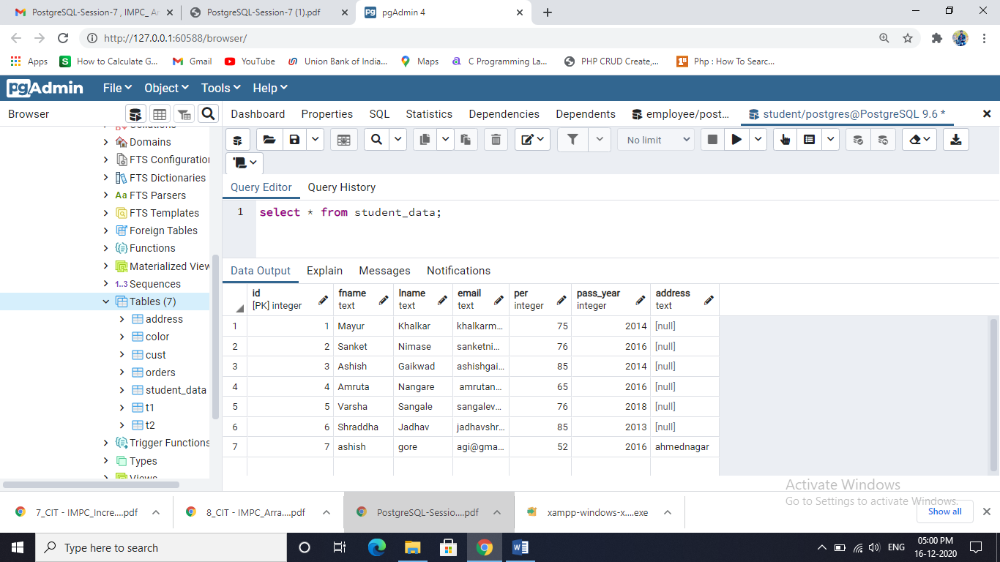 PostgreSQL-Session-7 , IMPC_ Ar
PostgreSQL-Session-7 (1).pdf
pgAdmin 4
http://127.0.0.1:60588/browser/
Apps
How to Calculate G...
Gmail
YouTube
Union Bank of India...
Maps
C Programming La...
PHP CRUD Create,...
Php : How To Searc...
pgAdmin
File
Object
Tools
Help
Browser
Dashboard
Properties
SQL
Statistics
Dependencies
Dependents
employee/post...
student/postgres@PostgreSQL 9.6 *
Domains
FTS Configuration
FTS Dictionaries
FTS Parsers
FTS Templates
Foreign Tables
Functions
Materialized View
1..3 Sequences
Tables (7)
address
color
cust
orders
student_data
t1
t2
Trigger Functions
Types
Views
No limit
Query Editor
Query History
1 select * from student_data;
Data Output
Explain
Messages
Notifications
id fname lname email per pass_year address
[PK] integer text text text integer integer text
1 1 Mayur Khalkar khalkarm... 75 2014 [null]
2 2 Sanket Nimase sanketni... 76 2016 [null]
3 3 Ashish Gaikwad ashishgai... 85 2014 [null]
4 4 Amruta Nangare amrutan... 65 2016 [null]
5 5 Varsha Sangale sangalev... 76 2018 [null]
6 6 Shraddha Jadhav jadhavshr... 85 2013 [null]
7 7 ashish gore agi@gma... 52 2016 ahmednagar
Activate Windows
Go to Settings to activate Windows.
7_CIT - IMPC_Incre....pdf
8_CIT - IMPC_Arra....pdf
PostgreSQL-Sessio....pdf
xampp-windows-x....exe
Show all
Type here to search
ENG
05:00 PM
16-12-2020